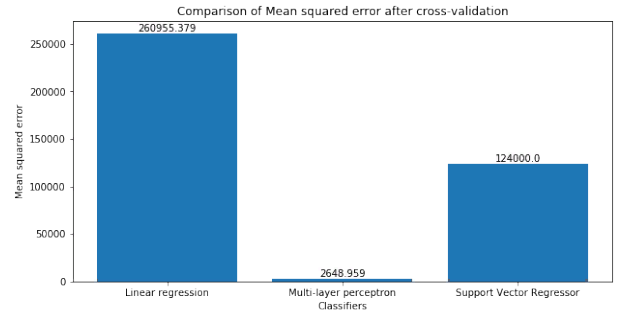 Comparison of Mean squared error after cross-validation
260955.379
250000
200000
150000
124000.0
100000
50000
2648.959
0
Mean squared error
Linear regression
Multi-layer perceptron
Support Vector Regressor
Classifiers